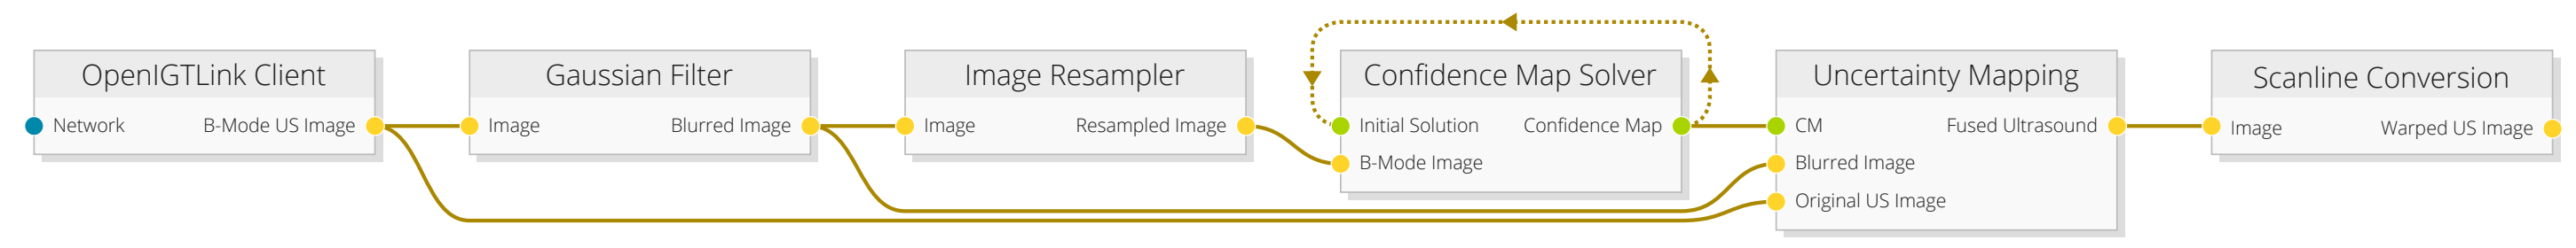 OpenIGTLink Client
Network
B-Mode US Image
Gaussian Filter
Image
Blurred Image
Image Resampler
Image
Resampled Image
Confidence Map Solver
Initial Solution
Confidence Map
B-Mode Image
Uncertainty Mapping
CM
Fused Ultrasound
Blurred Image
Original US Image
Scanline Conversion
Image
Warped US Image